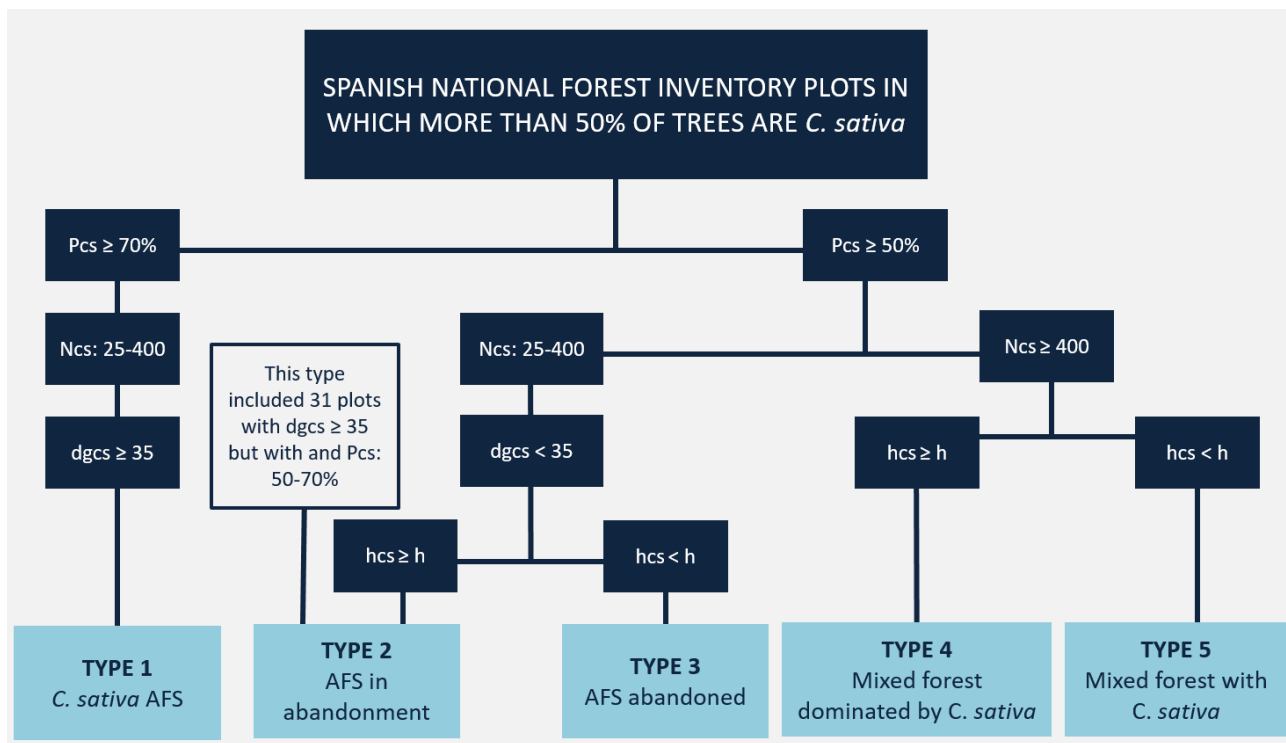 SPANISH NATIONAL FOREST INVENTORY PLOTS IN
WHICH MORE THAN 50% OF TREES ARE C. sativa
Pcs ≥ 70%
Pcs ≥ 50%
Ncs: 25-400
Ncs: 25-400
Ncs ≥ 400
This type
included 31 plots
with dgcs ≥ 35
but with and Pcs:
50-70%
dgcs ≥ 35
dgcs < 35
hcs ≥ h
hcs < h
hcs ≥ h
hcs < h
TYPE 1
C. sativa AFS
TYPE 2
AFS in
abandonment
TYPE 3
AFS abandoned
TYPE 4
Mixed forest
dominated by C. sativa
TYPE 5
Mixed forest with
C. sativa